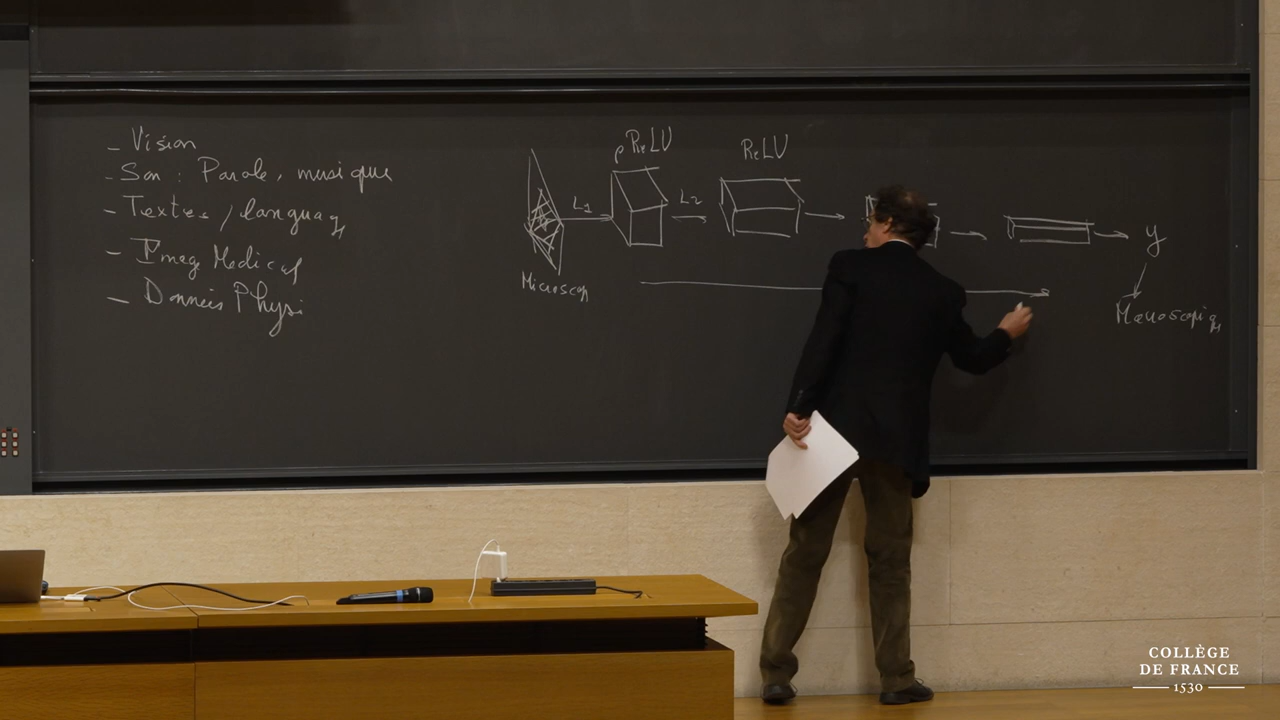 - Vision
- Son : Parole, musique
- Textes / language
- Imag Medical
- Données Physi
ρ ReLU
ReLU
L1
L2
Microscop
y
Macroscopiq
COLLÈGE
DE FRANCE
1530